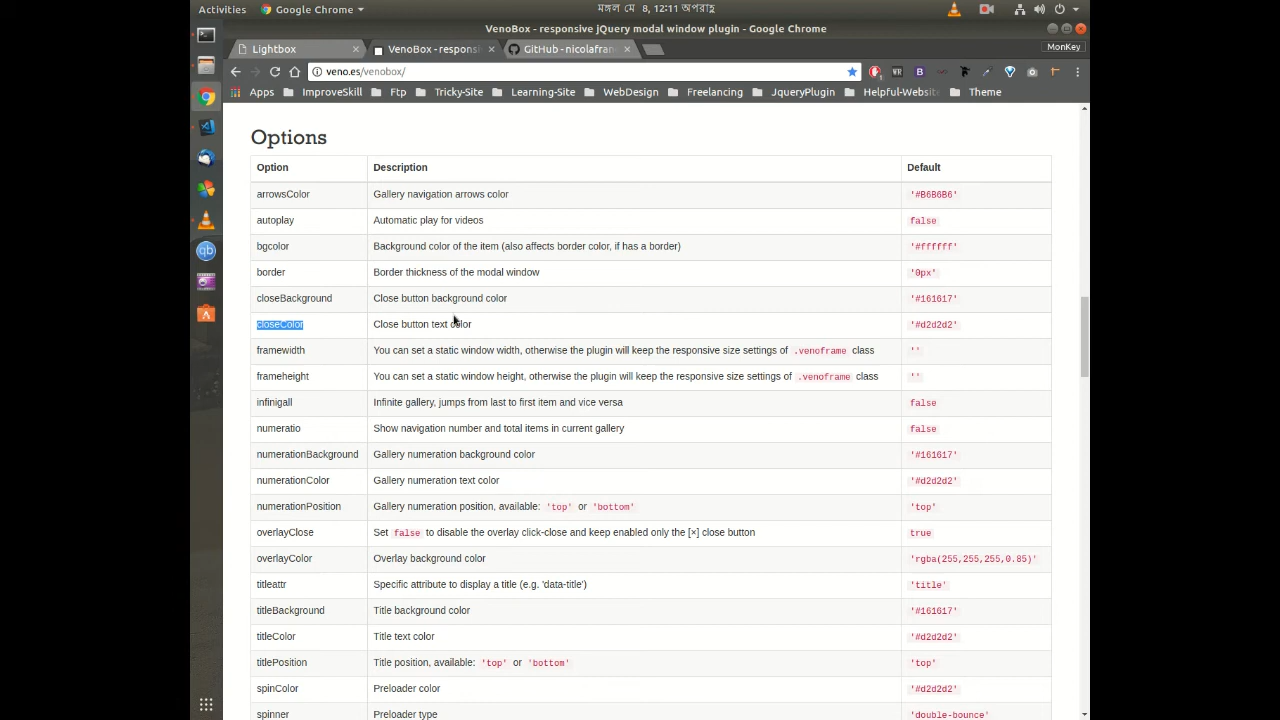 Activities Google Chrome মঙ্গল মে 8, 12:11 অপরাহ্ণ
VenoBox - responsive jQuery modal window plugin - Google Chrome
Lightbox VenoBox - responsi GitHub - nicolafran MonKey
veno.es/venobox/
Apps ImproveSkill Ftp Tricky-Site Learning-Site WebDesign Freelancing JqueryPlugin Helpful-Website Theme
Options
Option Description Default
arrowsColor Gallery navigation arrows color '#B6B6B6'
autoplay Automatic play for videos false
bgcolor Background color of the item (also affects border color, if has a border) '#ffffff'
border Border thickness of the modal window '0px'
closeBackground Close button background color '#161617'
closeColor Close button text color '#d2d2d2'
framewidth You can set a static window width, otherwise the plugin will keep the responsive size settings of .venoframe class ''
frameheight You can set a static window height, otherwise the plugin will keep the responsive size settings of .venoframe class ''
infinigall Infinite gallery, jumps from last to first item and vice versa false
numeratio Show navigation number and total items in current gallery false
numerationBackground Gallery numeration background color '#161617'
numerationColor Gallery numeration text color '#d2d2d2'
numerationPosition Gallery numeration position, available: 'top' or 'bottom' 'top'
overlayClose Set false to disable the overlay click-close and keep enabled only the [×] close button true
overlayColor Overlay background color 'rgba(255,255,255,0.85)'
titleattr Specific attribute to display a title (e.g. 'data-title') 'title'
titleBackground Title background color '#161617'
titleColor Title text color '#d2d2d2'
titlePosition Title position, available: 'top' or 'bottom' 'top'
spinColor Preloader color '#d2d2d2'
spinner Preloader type 'double-bounce'